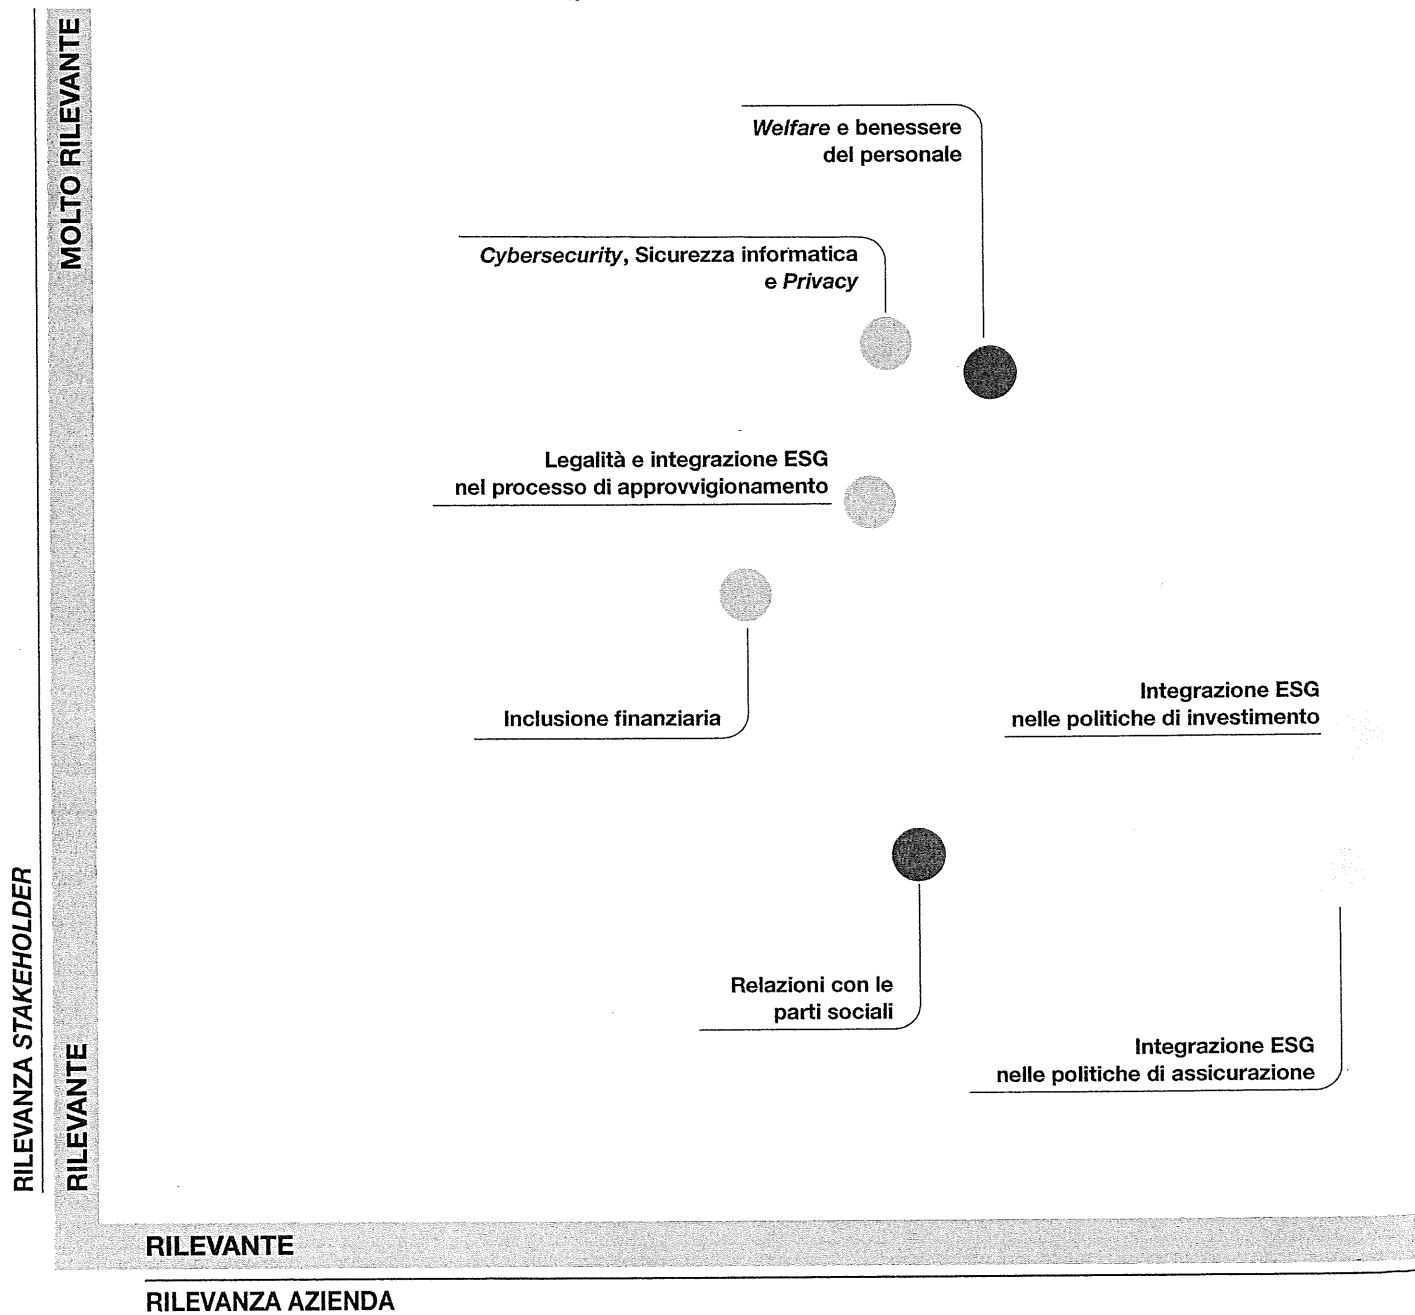 MOLTO RILEVANTE
Welfare e benessere
del personale
Cybersecurity, Sicurezza informatica
e Privacy
Legalità e integrazione ESG
nel processo di approvvigionamento
Inclusione finanziaria
Integrazione ESG
nelle politiche di investimento
Relazioni con le
parti sociali
Integrazione ESG
nelle politiche di assicurazione
RILEVANZA STAKEHOLDER
RILEVANTE
RILEVANTE
RILEVANZA AZIENDA